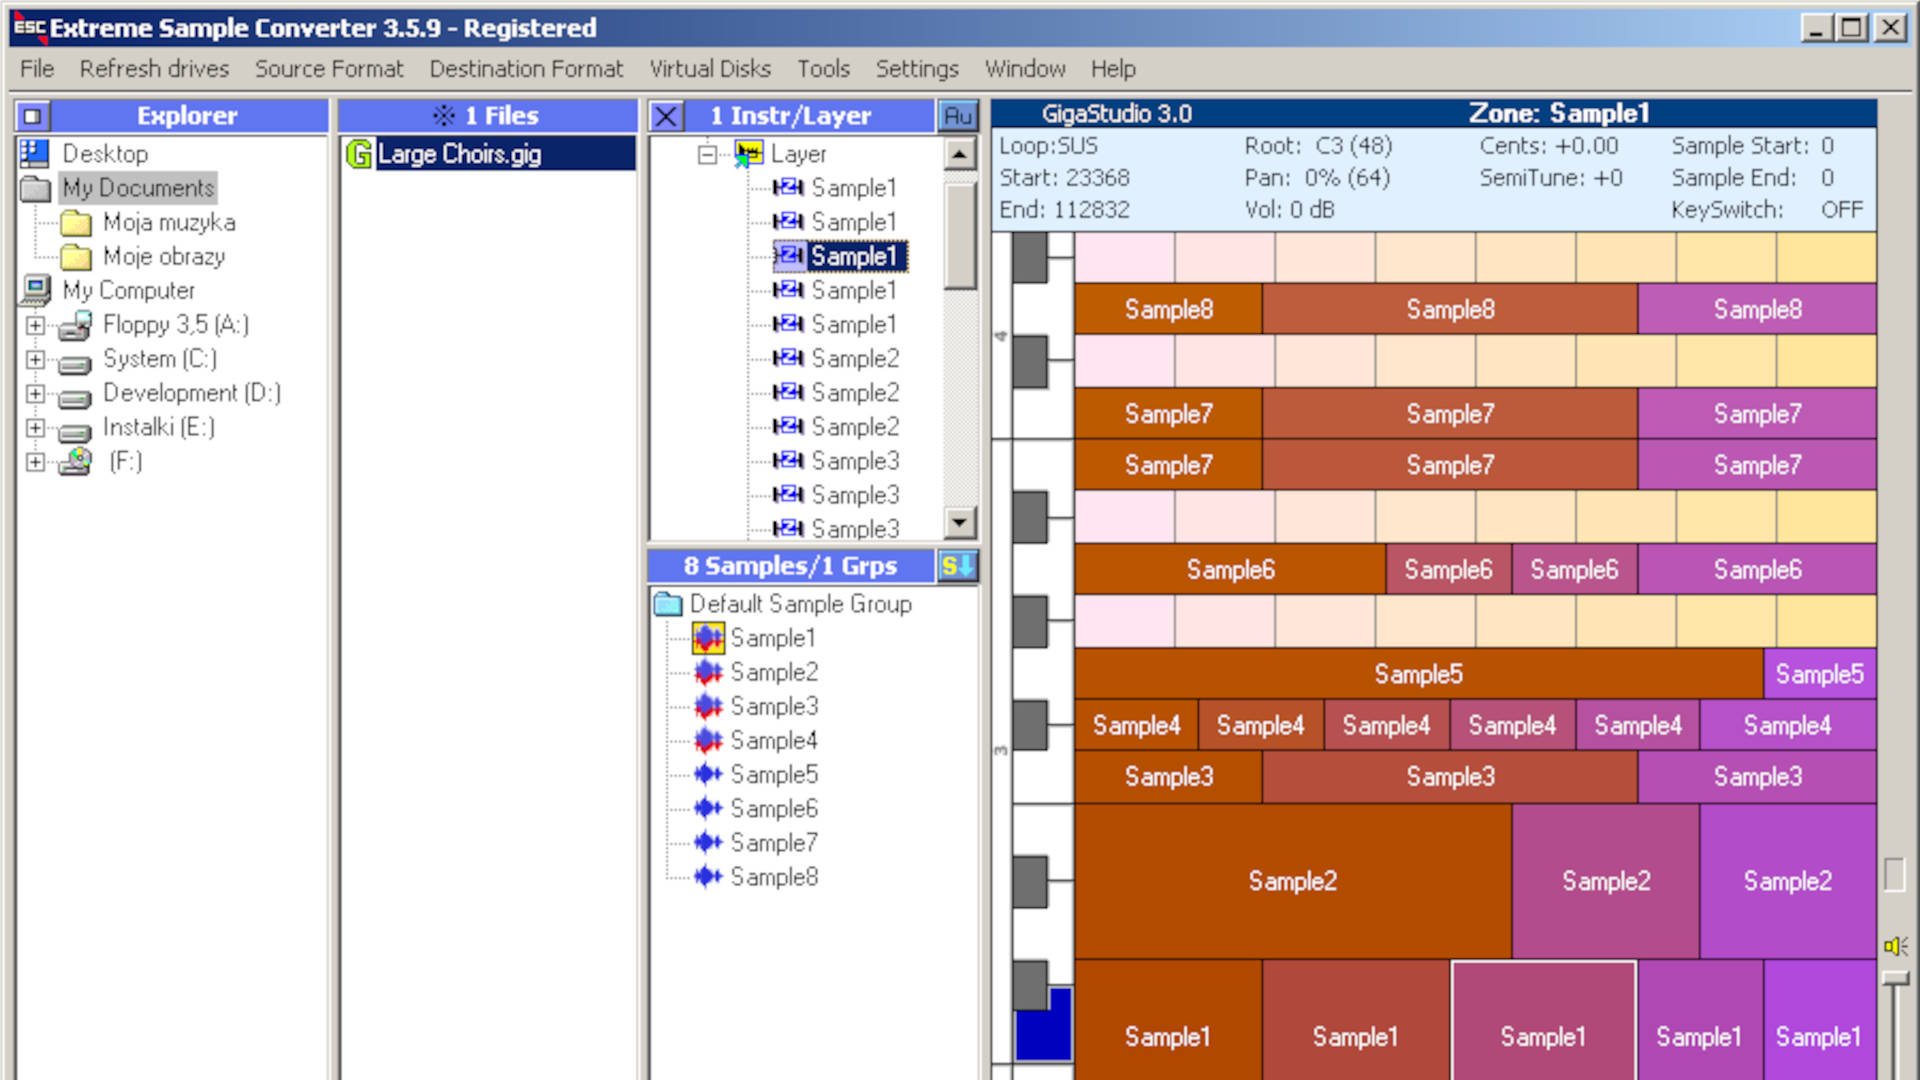 ESC Extreme Sample Converter 3.5.9 - Registered
File Refresh drives Source Format Destination Format Virtual Disks Tools Settings Window Help
Explorer
Desktop
My Documents
Moja muzyka
Moje obrazy
My Computer
Floppy 3,5 (A:)
System (C:)
Development (D:)
Instalki (E:)
(F:)
1 Files
Large Choirs.gig
1 Instr/Layer Au
Layer
Sample1
Sample1
Sample1
Sample1
Sample1
Sample2
Sample2
Sample2
Sample3
Sample3
Sample3
8 Samples/1 Grps S
Default Sample Group
Sample1
Sample2
Sample3
Sample4
Sample5
Sample6
Sample7
Sample8
GigaStudio 3.0 Zone: Sample1
Loop:SUS Root: C3 (48) Cents: +0.00 Sample Start: 0
Start: 23368 Pan: 0% (64) SemiTune: +0 Sample End: 0
End: 112832 Vol: 0 dB KeySwitch: OFF
Sample8 Sample8 Sample8
4
Sample7 Sample7 Sample7
Sample7 Sample7 Sample7
Sample6 Sample6 Sample6 Sample6
Sample5 Sample5
Sample4 Sample4 Sample4 Sample4 Sample4 Sample4
3
Sample3 Sample3 Sample3
Sample2 Sample2 Sample2
Sample1 Sample1 Sample1 Sample1 Sample1